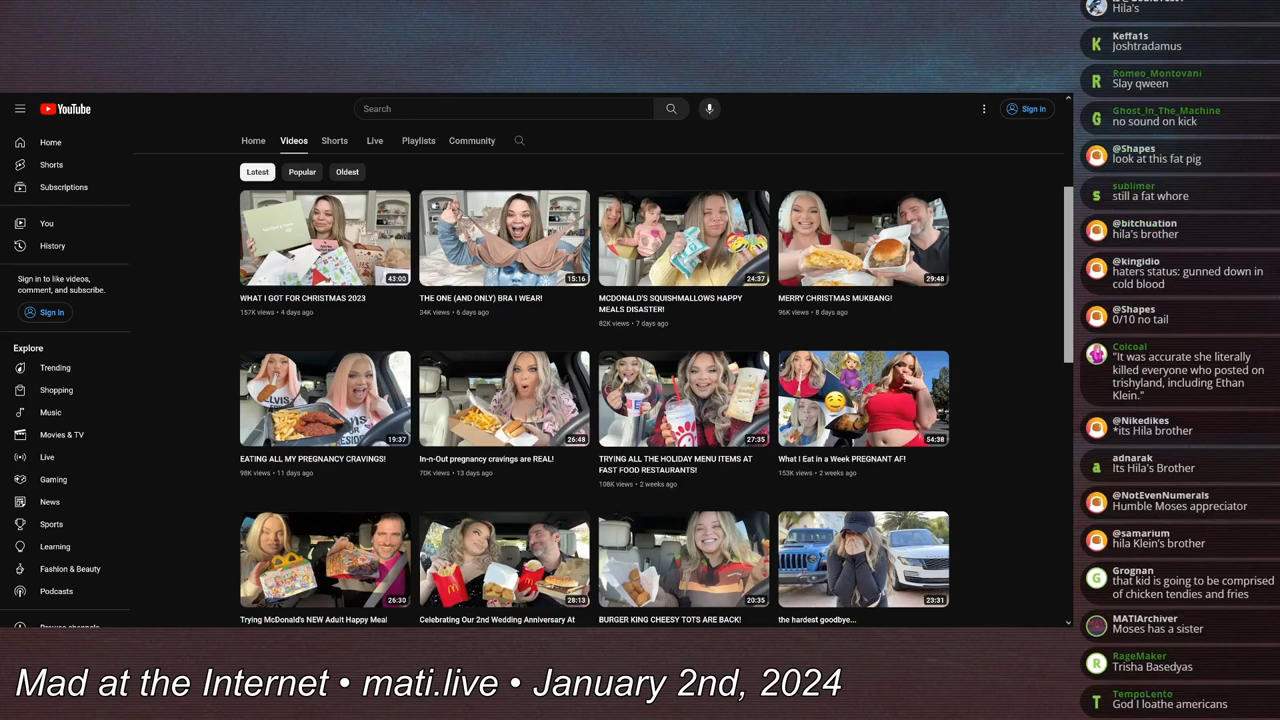 YouTube
Search
Sign in
Home
Shorts
Subscriptions
You
History
Sign in to like videos,
comment, and subscribe.
Sign in
Explore
Trending
Shopping
Music
Movies & TV
Live
Gaming
News
Sports
Learning
Fashion & Beauty
Podcasts
Home Videos Shorts Live Playlists Community
Latest Popular Oldest
43:00
15:16
24:37
29:48
WHAT I GOT FOR CHRISTMAS 2023
157K views • 4 days ago
THE ONE (AND ONLY) BRA I WEAR!
34K views • 6 days ago
MCDONALD'S SQUISHMALLOWS HAPPY
MEALS DISASTER!
82K views • 7 days ago
MERRY CHRISTMAS MUKBANG!
96K views • 8 days ago
19:37
26:48
27:35
54:38
EATING ALL MY PREGNANCY CRAVINGS!
98K views • 11 days ago
In-n-Out pregnancy cravings are REAL!
70K views • 13 days ago
TRYING ALL THE HOLIDAY MENU ITEMS AT
FAST FOOD RESTAURANTS!
108K views • 2 weeks ago
What I Eat in a Week PREGNANT AF!
153K views • 2 weeks ago
26:30
28:13
20:35
23:31
Trying McDonald's NEW Adult Happy Meal
Celebrating Our 2nd Wedding Anniversary At
BURGER KING CHEESY TOTS ARE BACK!
the hardest goodbye...
Hila's
Keffa1s
Joshtradamus
Romeo_Montovani
Slay qween
Ghost_In_The_Machine
no sound on kick
@Shapes
look at this fat pig
sublimer
still a fat whore
@bitchuation
hila's brother
@kingidio
haters status: gunned down in
cold blood
@Shapes
0/10 no tail
Colcoal
"It was accurate she literally
killed everyone who posted on
trishyland, including Ethan
Klein."
@Nikedikes
*its Hila brother
adnarak
Its Hila's Brother
@NotEvenNumerals
Humble Moses appreciator
@samarium
hila Klein's brother
Grognan
that kid is going to be comprised
of chicken tendies and fries
MATIArchiver
Moses has a sister
RageMaker
Trisha Basedyas
TempoLento
God I loathe americans
Mad at the Internet • mati.live • January 2nd, 2024